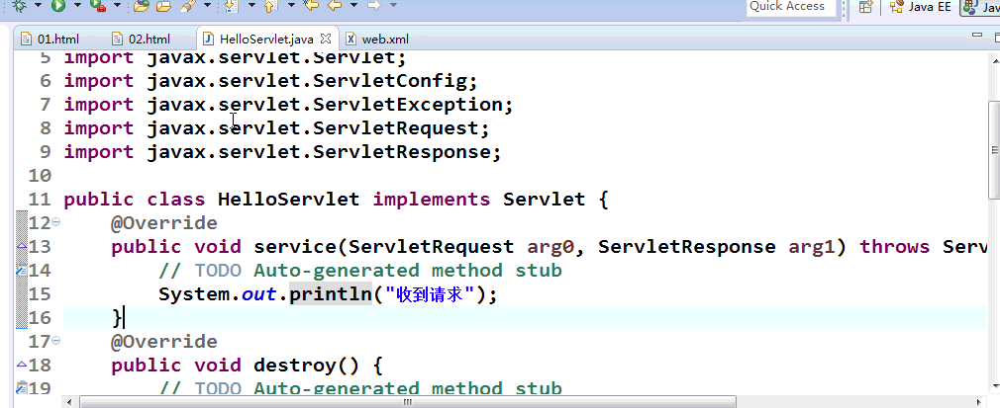 Quick Access
Java EE
Jav
01.html
02.html
HelloServlet.java
web.xml
5 import javax.servlet.Servlet;
6 import javax.servlet.ServletConfig;
7 import javax.servlet.ServletException;
8 import javax.servlet.ServletRequest;
9 import javax.servlet.ServletResponse;
10
11 public class HelloServlet implements Servlet {
12 @Override
13 public void service(ServletRequest arg0, ServletResponse arg1) throws Serv
14 // TODO Auto-generated method stub
15 System.out.println("收到请求");
16 }
17 @Override
18 public void destroy() {
19 // TODO Auto-generated method stub